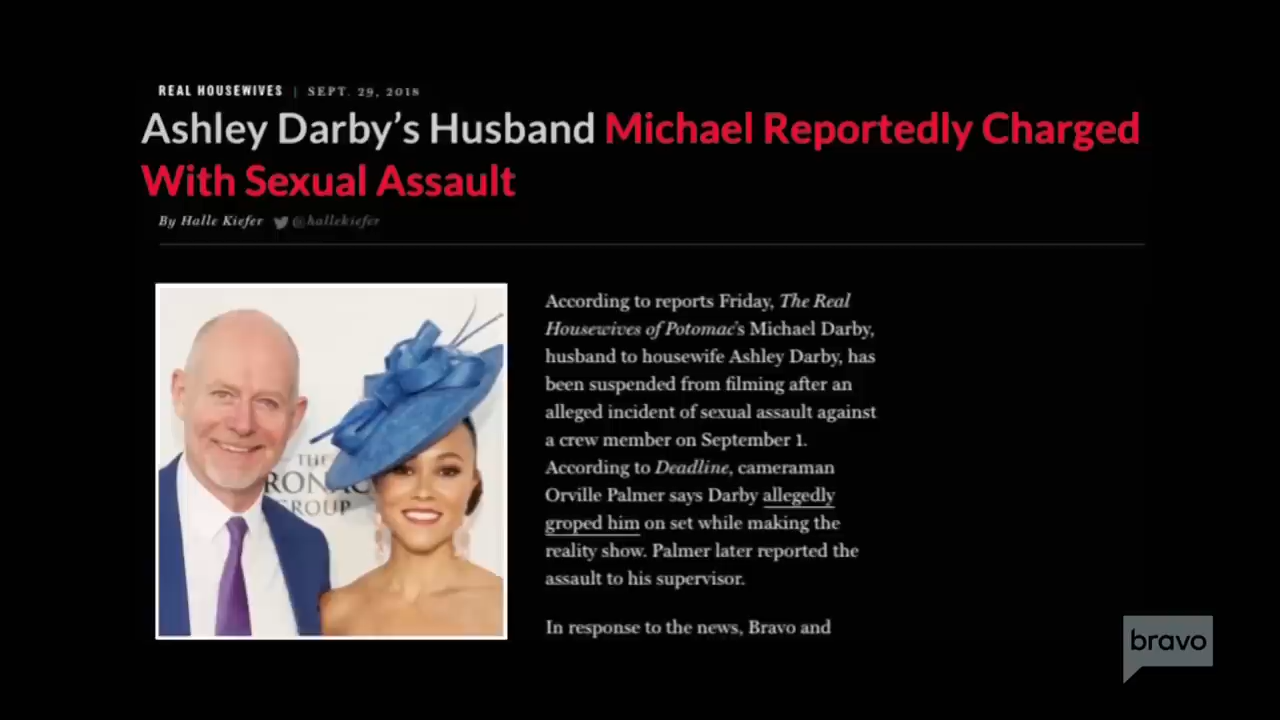 REAL HOUSEWIVES | SEPT. 29, 2018
Ashley Darby's Husband Michael Reportedly Charged
With Sexual Assault
By Halle Kiefer @hallekiefer
THE
RONAC
GROUP
According to reports Friday, The Real
Housewives of Potomac's Michael Darby,
husband to housewife Ashley Darby, has
been suspended from filming after an
alleged incident of sexual assault against
a crew member on September 1.
According to Deadline, cameraman
Orville Palmer says Darby allegedly
groped him on set while making the
reality show. Palmer later reported the
assault to his supervisor.
In response to the news, Bravo and
bravo